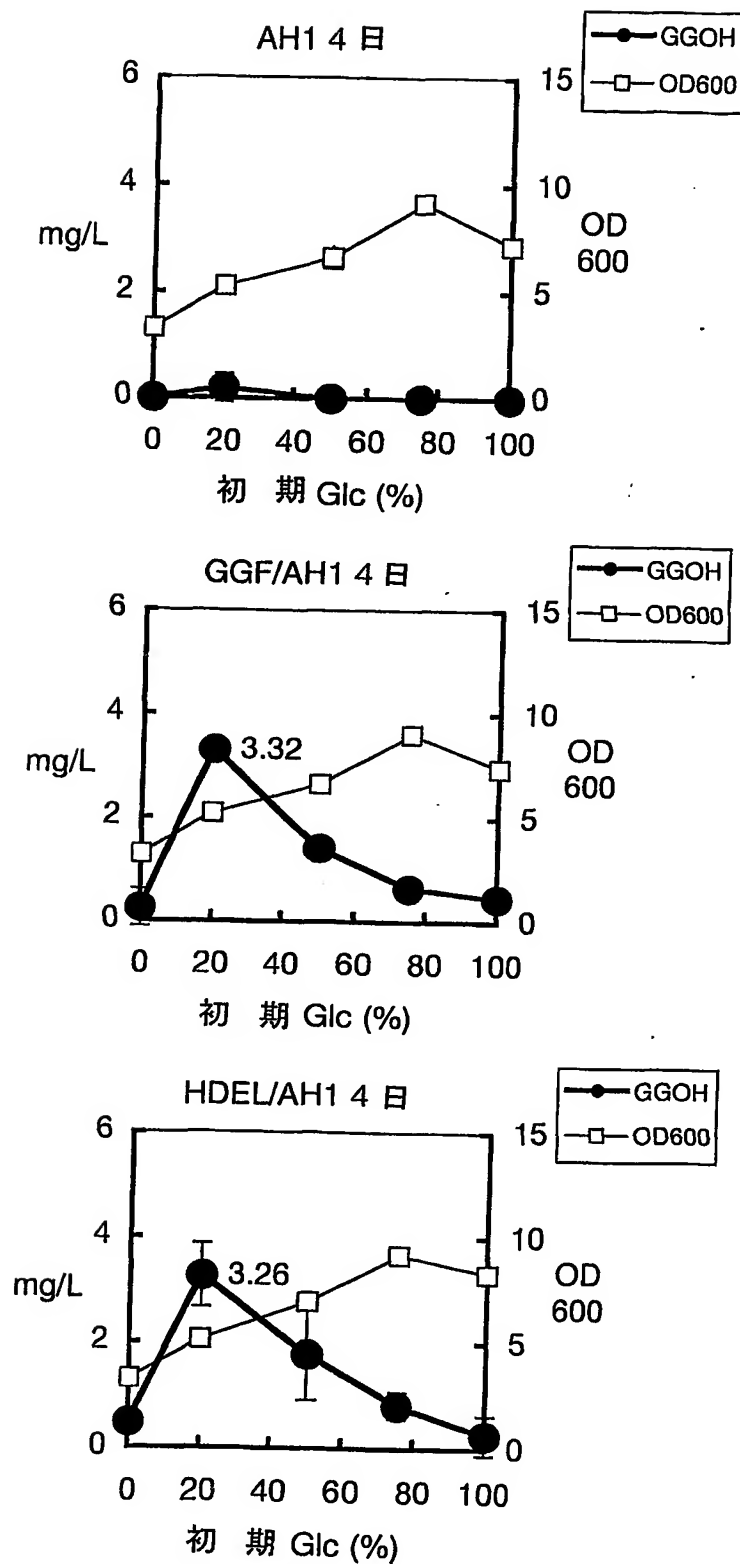 AH1 4 日
GGOH
OD600
6
4
2
0
mg/L
15
10
5
0
OD
600
0 20 40 60 80 100
初 期 Glc (%)
GGF/AH1 4 日
GGOH
OD600
6
4
2
0
mg/L
3.32
15
10
5
0
OD
600
0 20 40 60 80 100
初 期 Glc (%)
HDEL/AH1 4 日
GGOH
OD600
6
4
2
0
mg/L
3.26
15
10
5
0
OD
600
0 20 40 60 80 100
初 期 Glc (%)